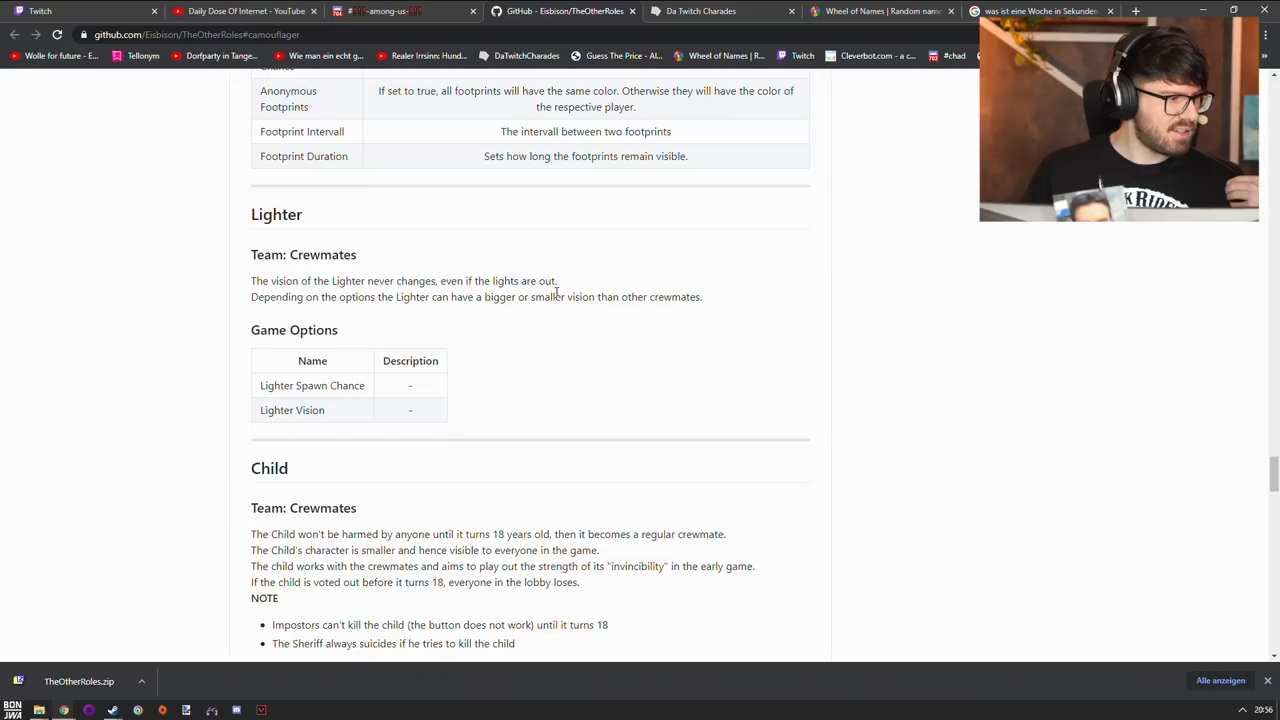 Twitch
Daily Dose Of Internet - YouTube
GitHub - Eisbison/TheOtherRoles:
Da Twitch Charades
Wheel of Names | Random nam
was ist eine Woche in Sekunden
github.com/Eisbison/TheOtherRoles#camouflager
Wolle for future - E...
Tellonym
Dorfparty in Tange...
Wie man ein echt g...
Realer Irrsinn: Hund...
DaTwitchCharades
Guess The Price - Al...
Wheel of Names | R...
Twitch
Cleverbot.com - a c...
#chad
Anonymous
Footprints
If set to true, all footprints will have the same color. Otherwise they will have the color of
the respective player.
Footprint Intervall
The intervall between two footprints
Footprint Duration
Sets how long the footprints remain visible.
Lighter
Team: Crewmates
The vision of the Lighter never changes, even if the lights are out.
Depending on the options the Lighter can have a bigger or smaller vision than other crewmates.
Game Options
Name
Description
Lighter Spawn Chance
-
Lighter Vision
-
Child
Team: Crewmates
The Child won't be harmed by anyone until it turns 18 years old, then it becomes a regular crewmate.
The Child's character is smaller and hence visible to everyone in the game.
The child works with the crewmates and aims to play out the strength of its "invincibility" in the early game.
If the child is voted out before it turns 18, everyone in the lobby loses.
NOTE
• Impostors can't kill the child (the button does not work) until it turns 18
• The Sheriff always suicides if he tries to kill the child
TheOtherRoles.zip
Alle anzeigen
BON
JWA
20:56